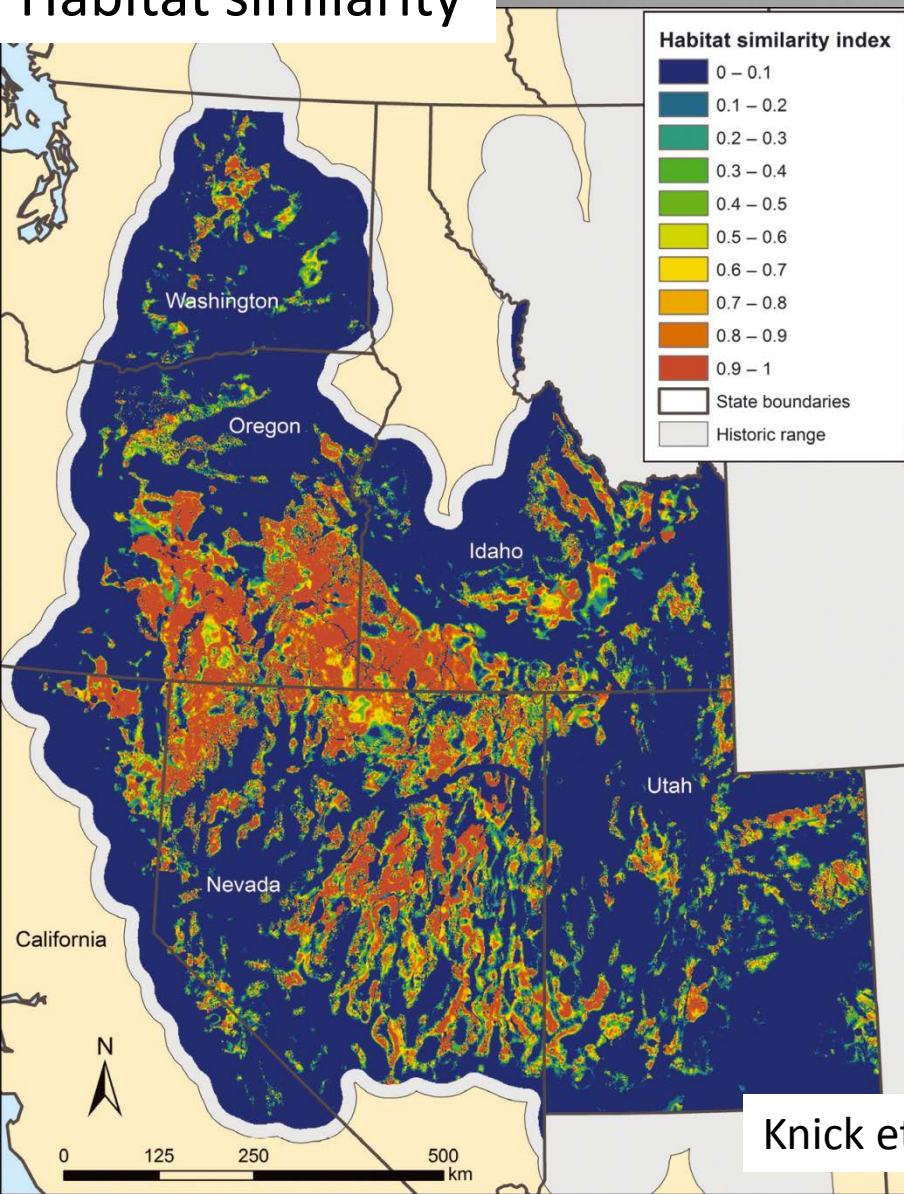 Habitat similarity
Habitat similarity index
0 – 0.1
0.1 – 0.2
0.2 – 0.3
0.3 – 0.4
0.4 – 0.5
0.5 – 0.6
0.6 – 0.7
0.7 – 0.8
0.8 – 0.9
0.9 – 1
State boundaries
Historic range
Washington
Oregon
Idaho
Utah
Nevada
California
N
0 125 250 500
km
Knick et